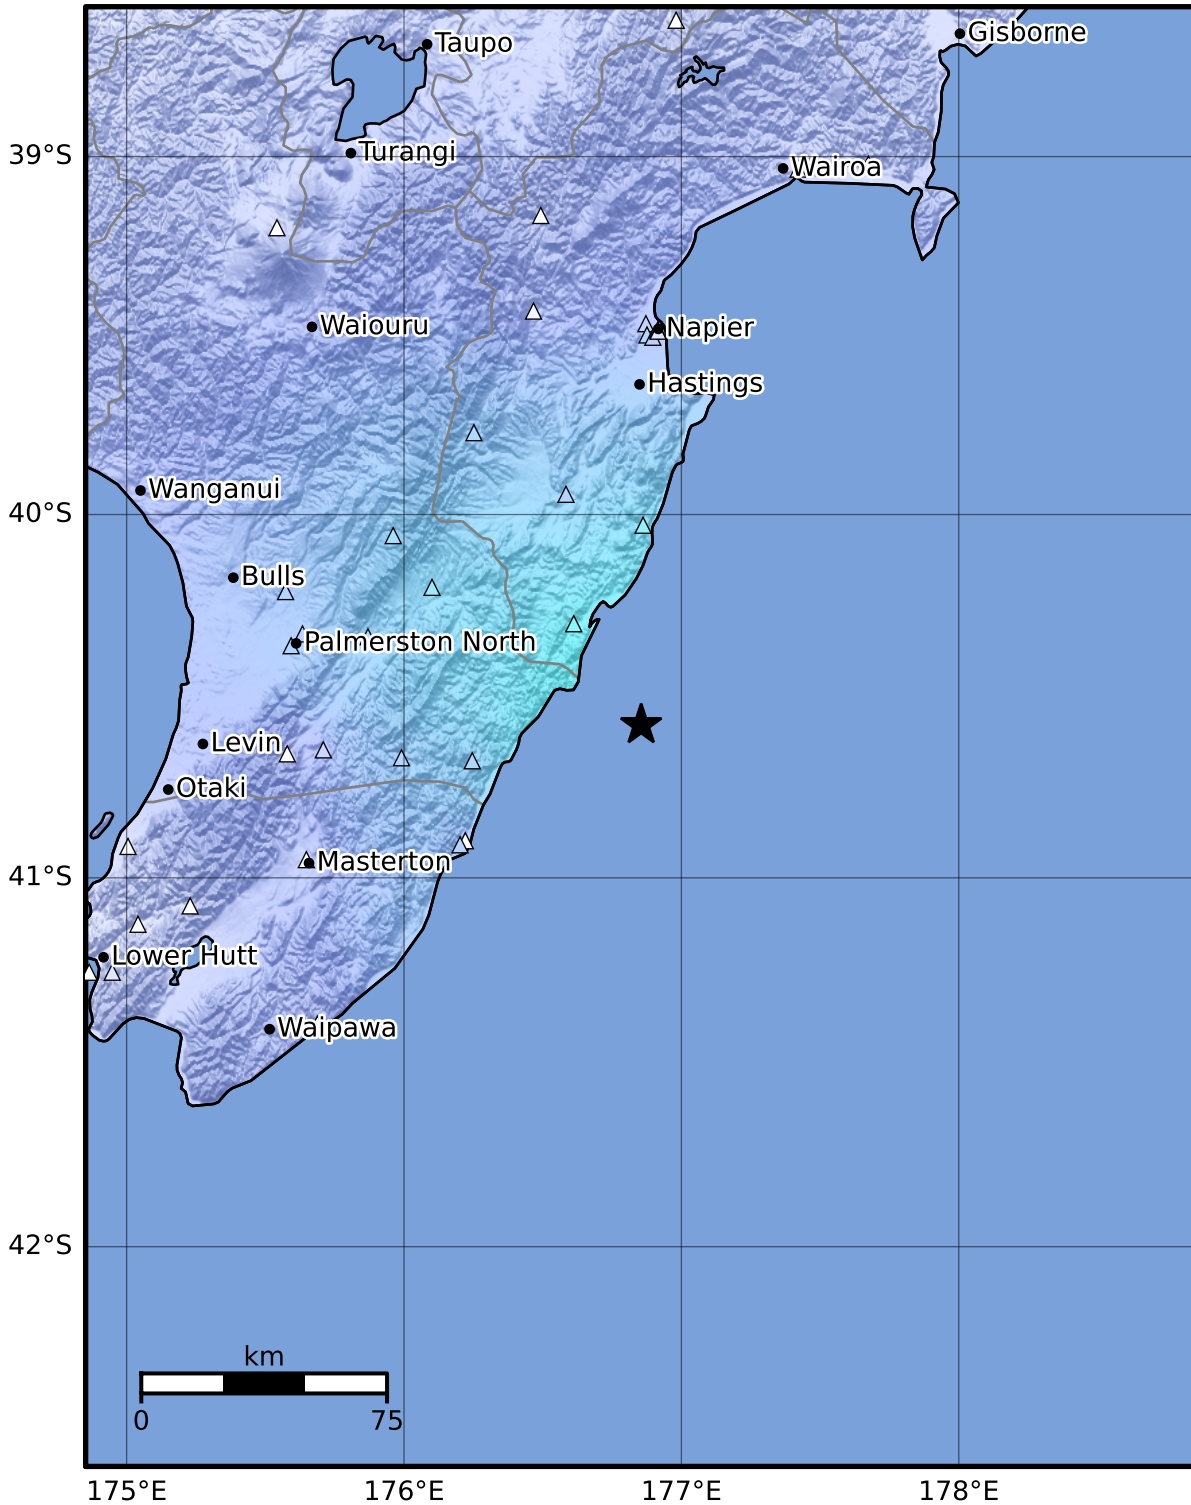 Gisborne
Taupo
39°S
Turangi
Wairoa
Waiouru
Napier
Hastings
Wanganui
40°S
Bulls
Palmerston North
Levin
Otaki
Masterton
41°S
Lower Hutt
Waipawa
42°S
km
0 75
175°E 176°E 177°E 178°E